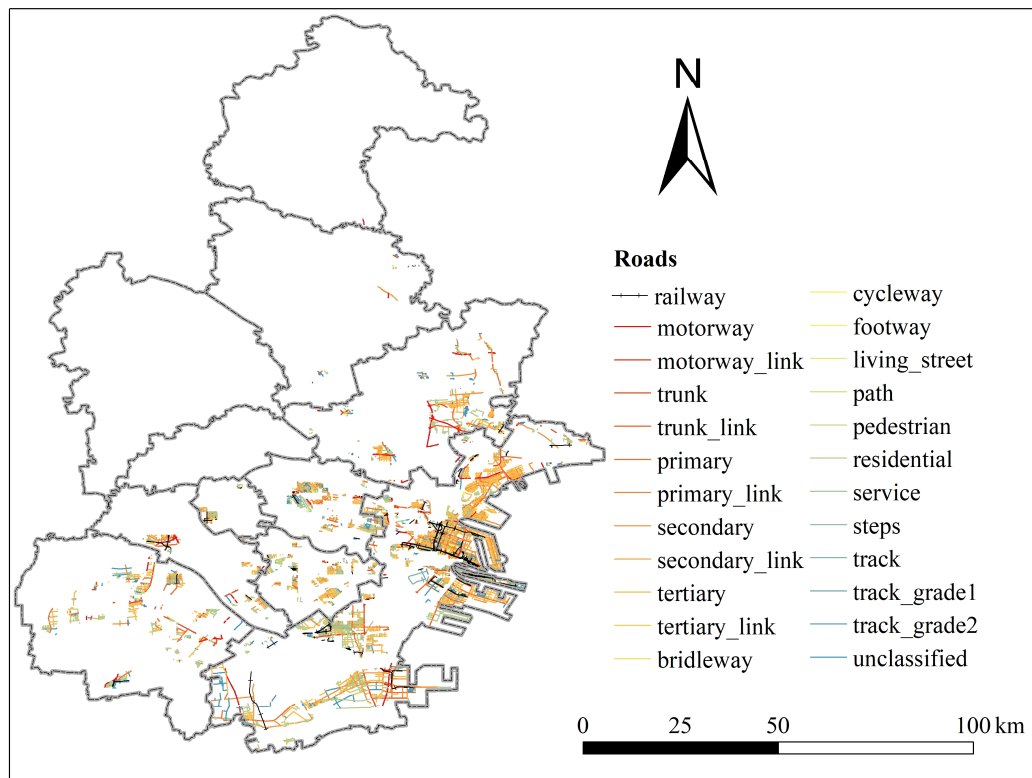 N
Roads
railway
motorway
motorway_link
trunk
trunk_link
primary
primary_link
secondary
secondary_link
tertiary
tertiary_link
bridleway
cycleway
footway
living_street
path
pedestrian
residential
service
steps
track
track_grade1
track_grade2
unclassified
0 25 50 100 km